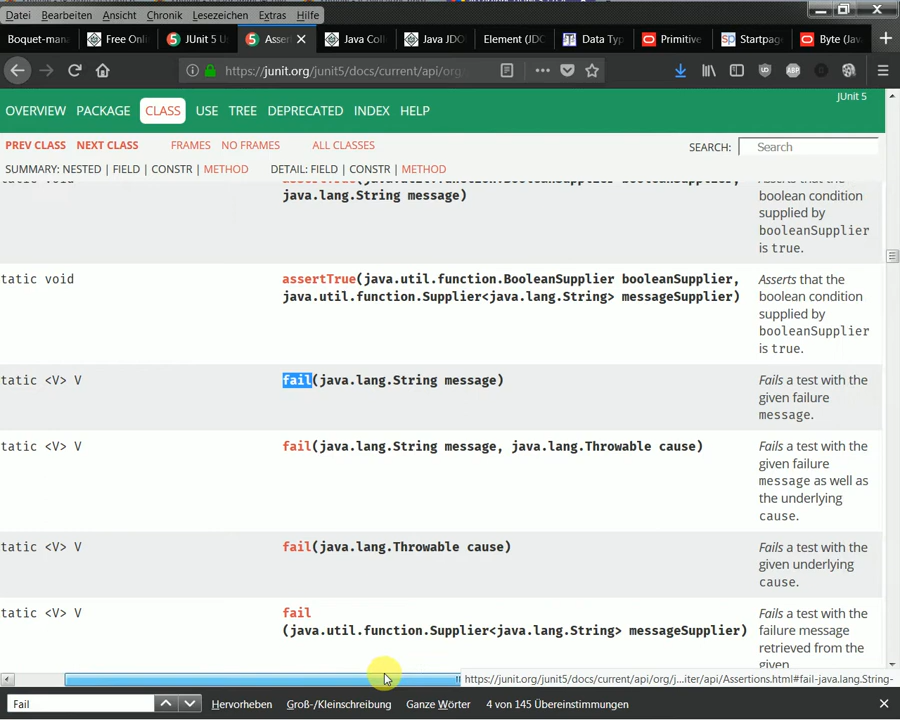 Datei Bearbeiten Ansicht Chronik Lesezeichen Extras Hilfe
Boquet-man Free Onli JUnit 5 U Asser Java Coll Java JDO Element (JDO Data Typ Primitive Startpage Byte (Java
https://junit.org/junit5/docs/current/api/org
JUnit 5
OVERVIEW PACKAGE CLASS USE TREE DEPRECATED INDEX HELP
PREV CLASS NEXT CLASS FRAMES NO FRAMES ALL CLASSES
SEARCH: Search
SUMMARY: NESTED | FIELD | CONSTR | METHOD DETAIL: FIELD | CONSTR | METHOD
java.lang.String message)
boolean condition
supplied by
booleanSupplier
is true.
tatic void
assertTrue(java.util.function.BooleanSupplier booleanSupplier,
java.util.function.Supplier<java.lang.String> messageSupplier)
Asserts that the
boolean condition
supplied by
booleanSupplier
is true.
tatic <V> V
fail(java.lang.String message)
Fails a test with the
given failure
message.
tatic <V> V
fail(java.lang.String message, java.lang.Throwable cause)
Fails a test with the
given failure
message as well as
the underlying
cause.
tatic <V> V
fail(java.lang.Throwable cause)
Fails a test with the
given underlying
cause.
tatic <V> V
fail
(java.util.function.Supplier<java.lang.String> messageSupplier)
Fails a test with the
failure message
retrieved from the
given
https://junit.org/junit5/docs/current/api/org/j…iter/api/Assertions.html#fail-java.lang.String-
Fail Hervorheben Groß-/Kleinschreibung Ganze Wörter 4 von 145 Übereinstimmungen